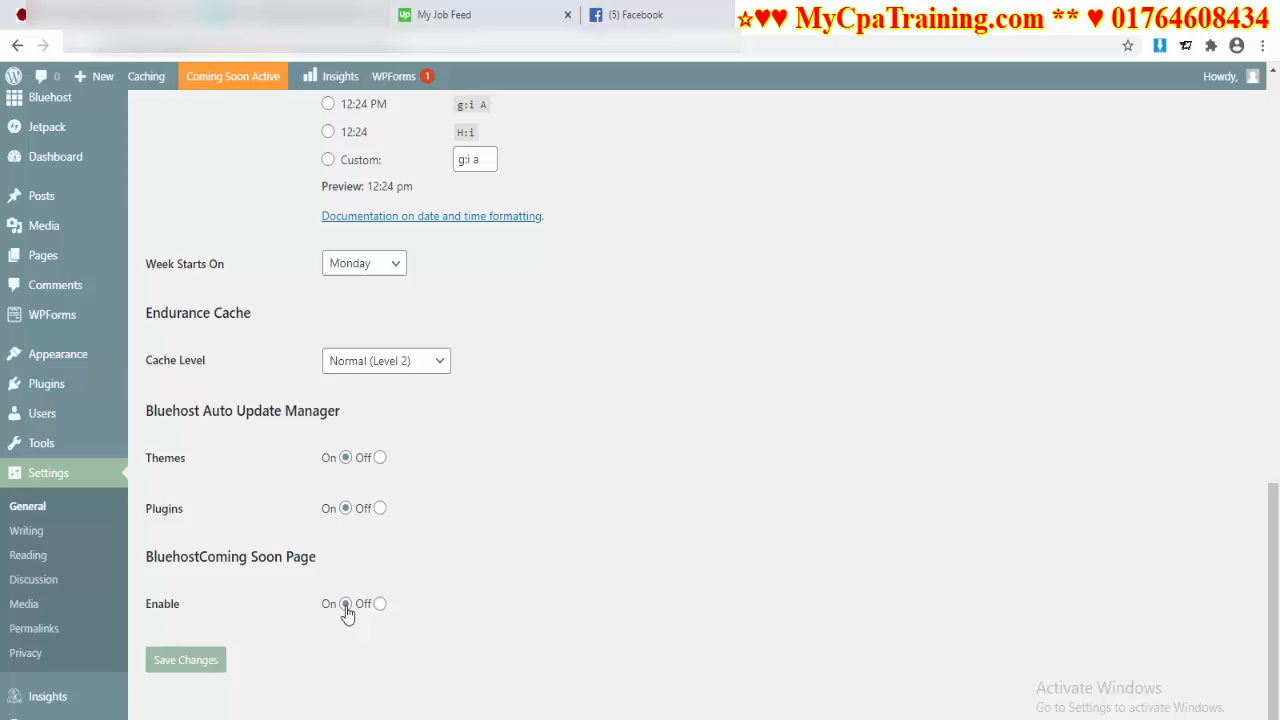 My Job Feed
(5) Facebook
☆♥♥ MyCpaTraining.com ** ♥ 01764608434
0
New
Caching
Coming Soon Active
Insights
WPForms 1
Howdy,
Bluehost
Jetpack
Dashboard
Posts
Media
Pages
Comments
WPForms
Appearance
Plugins
Users
Tools
Settings
General
Writing
Reading
Discussion
Media
Permalinks
Privacy
Insights
12:24 PM g:i A
12:24 H:i
Custom: g:i a
Preview: 12:24 pm
Documentation on date and time formatting.
Week Starts On Monday
Endurance Cache
Cache Level Normal (Level 2)
Bluehost Auto Update Manager
Themes On Off
Plugins On Off
BluehostComing Soon Page
Enable On Off
Save Changes
Activate Windows
Go to Settings to activate Windows.